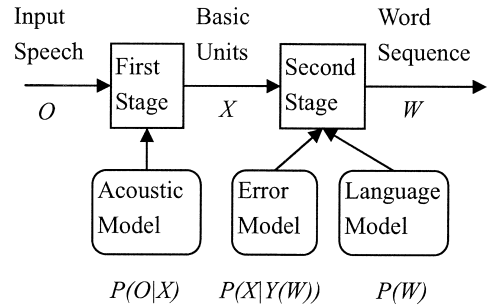 Input
Speech
O
First
Stage
Basic
Units
X
Second
Stage
Word
Sequence
W
Acoustic
Model
Error
Model
Language
Model
P(O|X)
P(X|Y(W))
P(W)